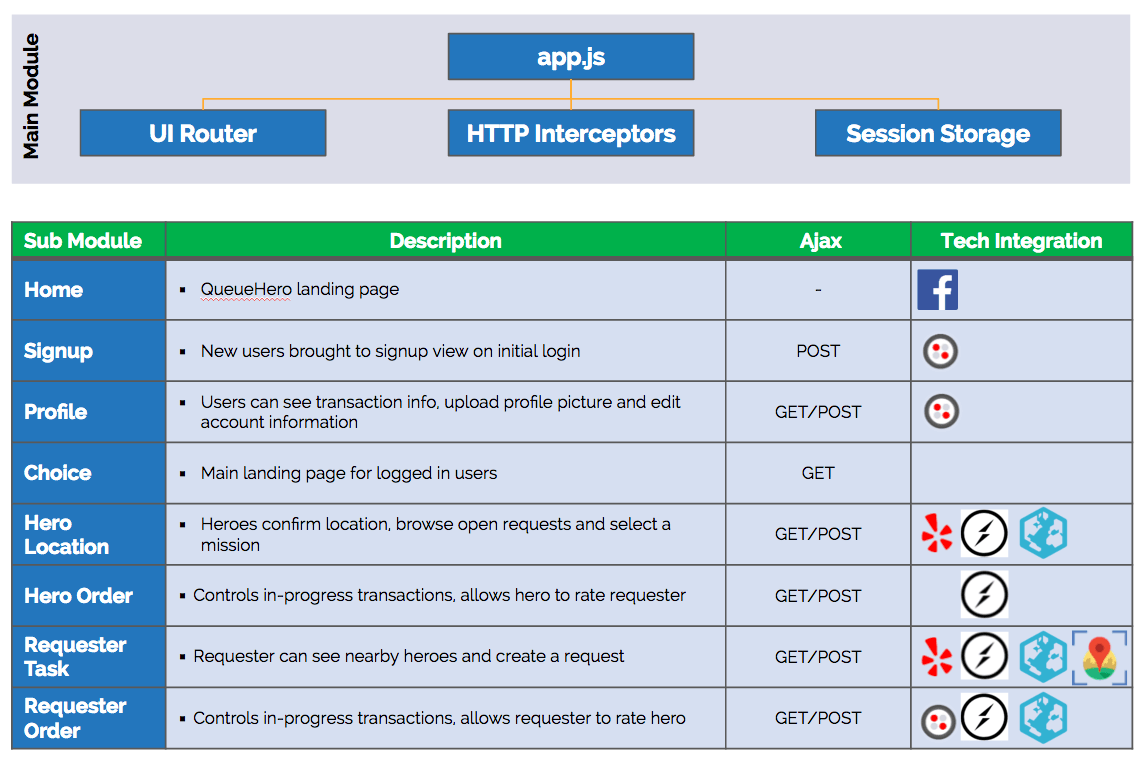 Main Module
app.js
UI Router
HTTP Interceptors
Session Storage
Sub Module
Description
Ajax
Tech Integration
Home
▪ QueueHero landing page
-
f
Signup
▪ New users brought to signup view on initial login
POST
Profile
▪ Users can see transaction info, upload profile picture and edit
account information
GET/POST
Choice
▪ Main landing page for logged in users
GET
Hero
Location
▪ Heroes confirm location, browse open requests and select a
mission
GET/POST
Hero Order
▪ Controls in-progress transactions, allows hero to rate requester
GET/POST
Requester
Task
▪ Requester can see nearby heroes and create a request
GET/POST
Requester
Order
▪ Controls in-progress transactions, allows requester to rate hero
GET/POST